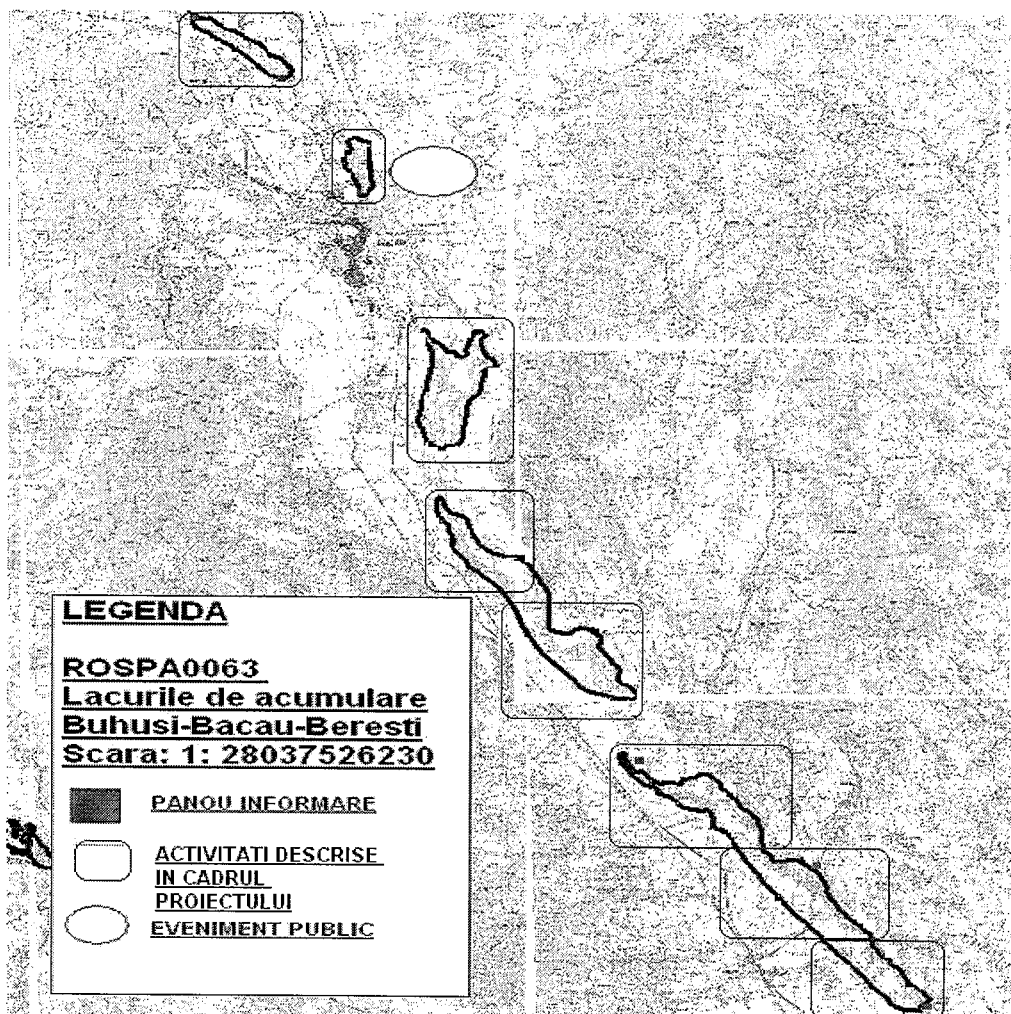 LEGENDA
ROSPA0063
Lacurile de acumulare
Buhusi-Bacau-Beresti
Scara: 1: 28037526230
PANOU INFORMARE
ACTIVITATI DESCRISE
IN CADRUL
PROIECTULUI
EVENIMENT PUBLIC